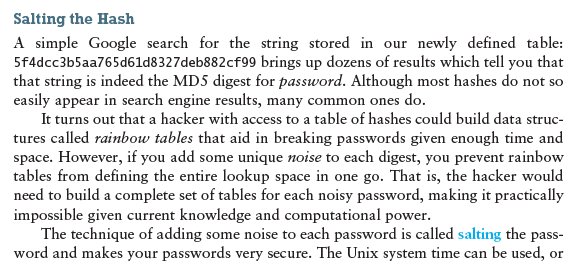 Salting the Hash
A simple Google search for the string stored in our newly defined table:
5f4dcc3b5aa765d61d8327deb882cf99 brings up dozens of results which tell you that
that string is indeed the MD5 digest for password. Although most hashes do not so
easily appear in search engine results, many common ones do.
It turns out that a hacker with access to a table of hashes could build data struc-
tures called rainbow tables that aid in breaking passwords given enough time and
space. However, if you add some unique noise to each digest, you prevent rainbow
tables from defining the entire lookup space in one go. That is, the hacker would
need to build a complete set of tables for each noisy password, making it practically
impossible given current knowledge and computational power.
The technique of adding some noise to each password is called salting the pass-
word and makes your passwords very secure. The Unix system time can be used, or